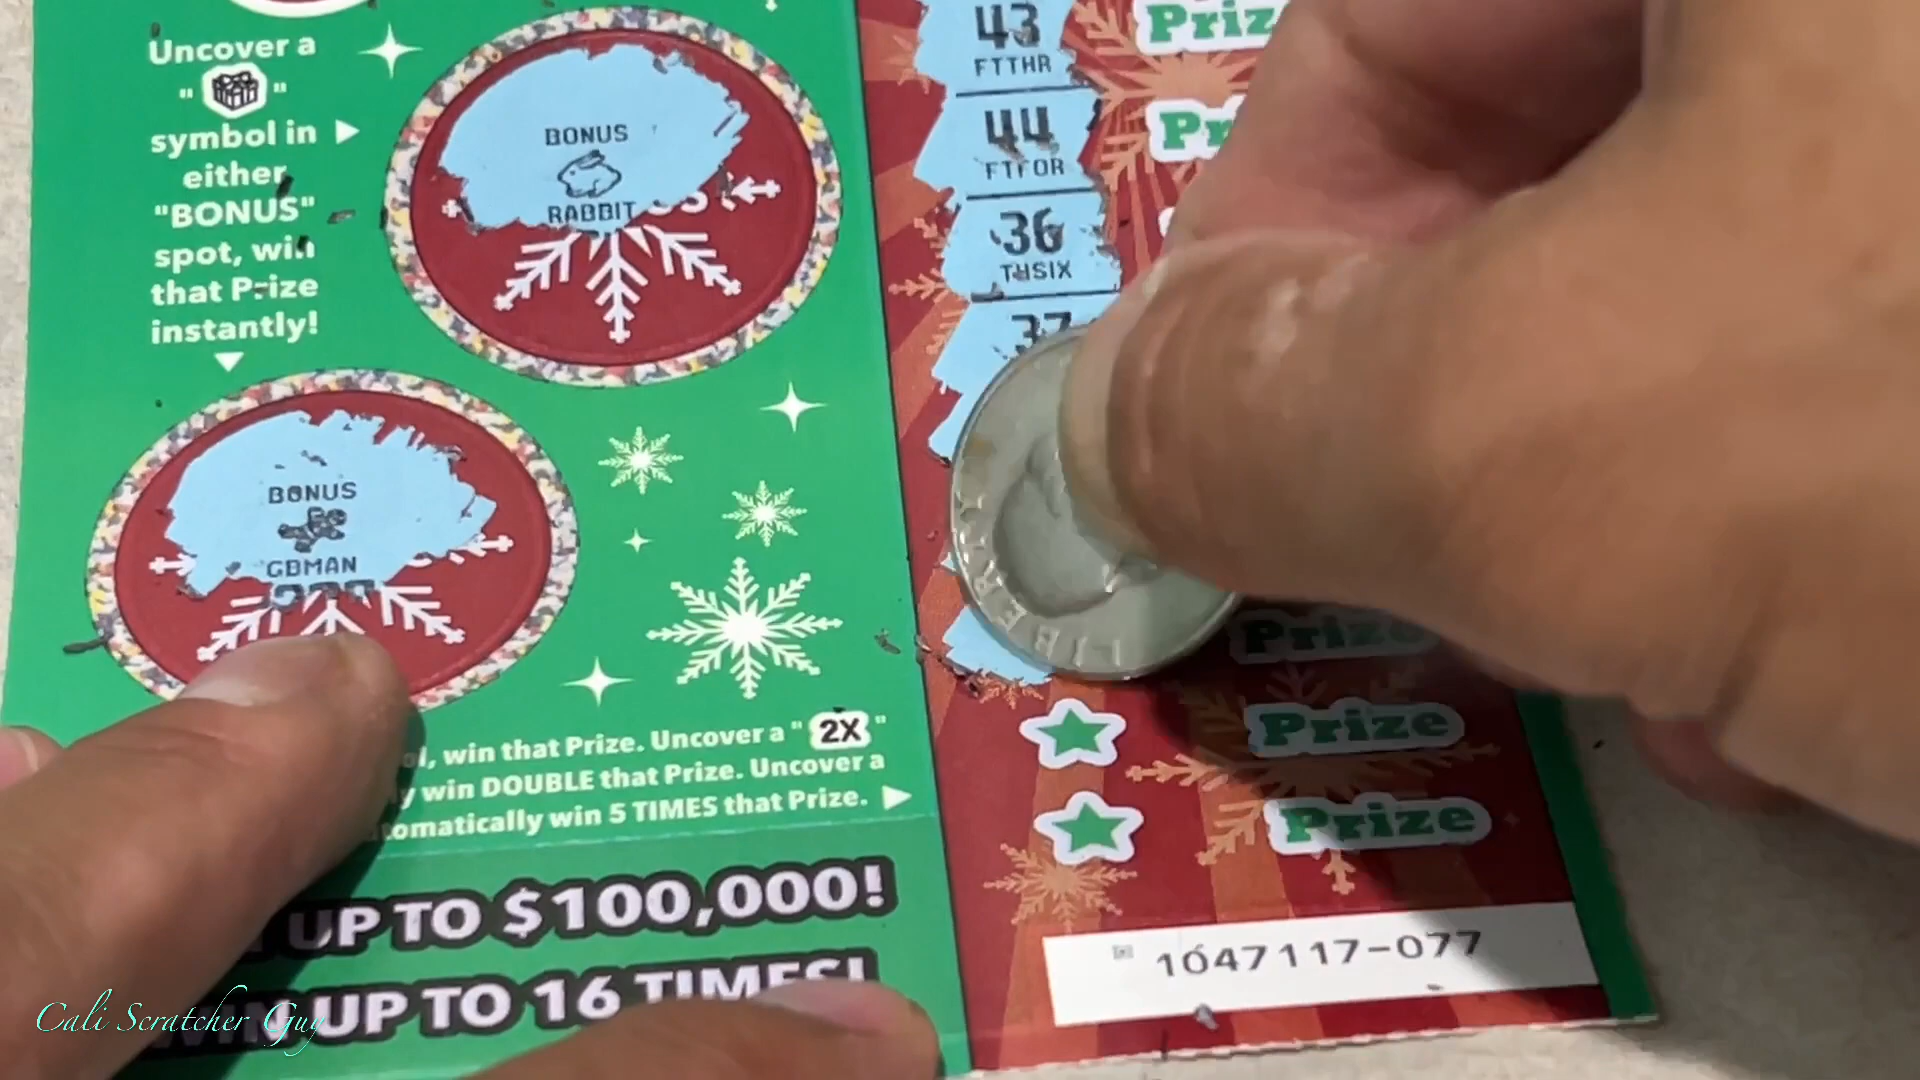 Uncover a
" "
symbol in
either
"BONUS"
spot, win
that Prize
instantly!
BONUS
RABBIT
BONUS
GBMAN
43
FTTHR
44
FTFOR
36
THSIX
37
Prize
Prize
Prize
LIBER
, win that Prize. Uncover a " 2X "
win DOUBLE that Prize. Uncover a
win 5 TIMES that Prize.
UP TO $100,000!
UP TO 16 TIMES!
1047117-077
Cali Scratcher Guy